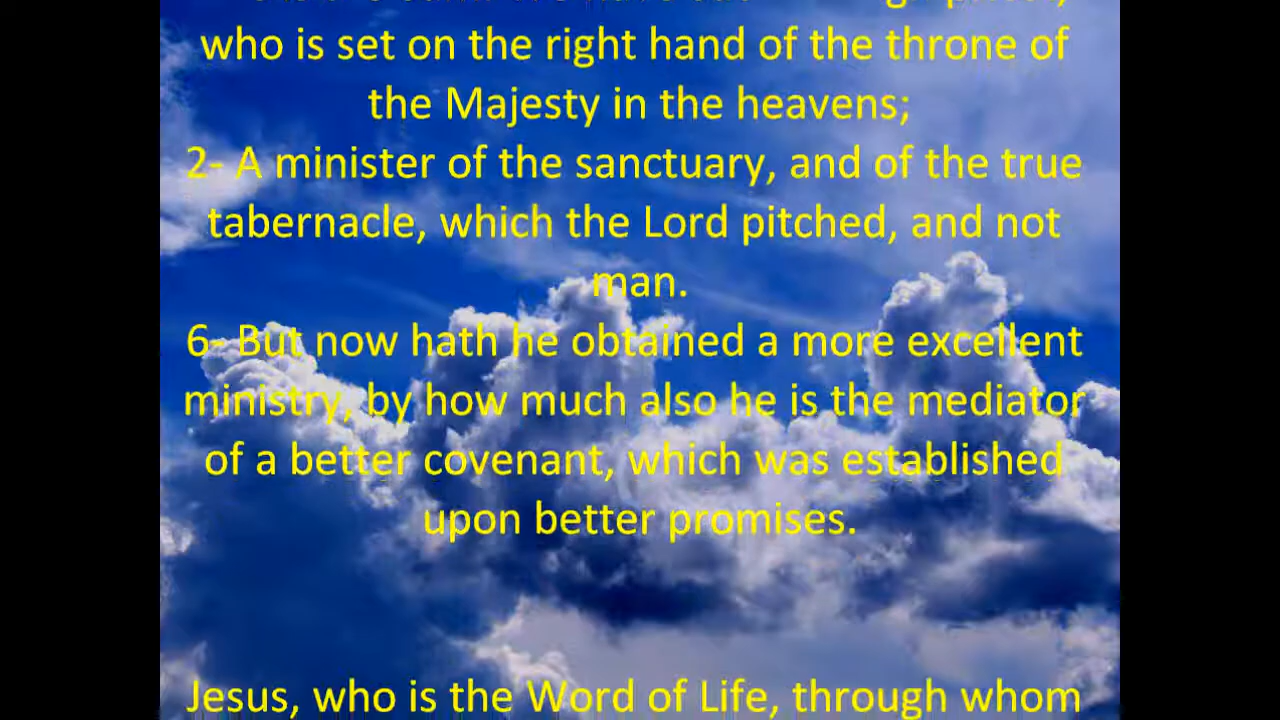 who is set on the right hand of the throne of
the Majesty in the heavens;
2- A minister of the sanctuary, and of the true
tabernacle, which the Lord pitched, and not
man.
6- But now hath he obtained a more excellent
ministry, by how much also he is the mediator
of a better covenant, which was established
upon better promises.
Jesus, who is the Word of Life, through whom